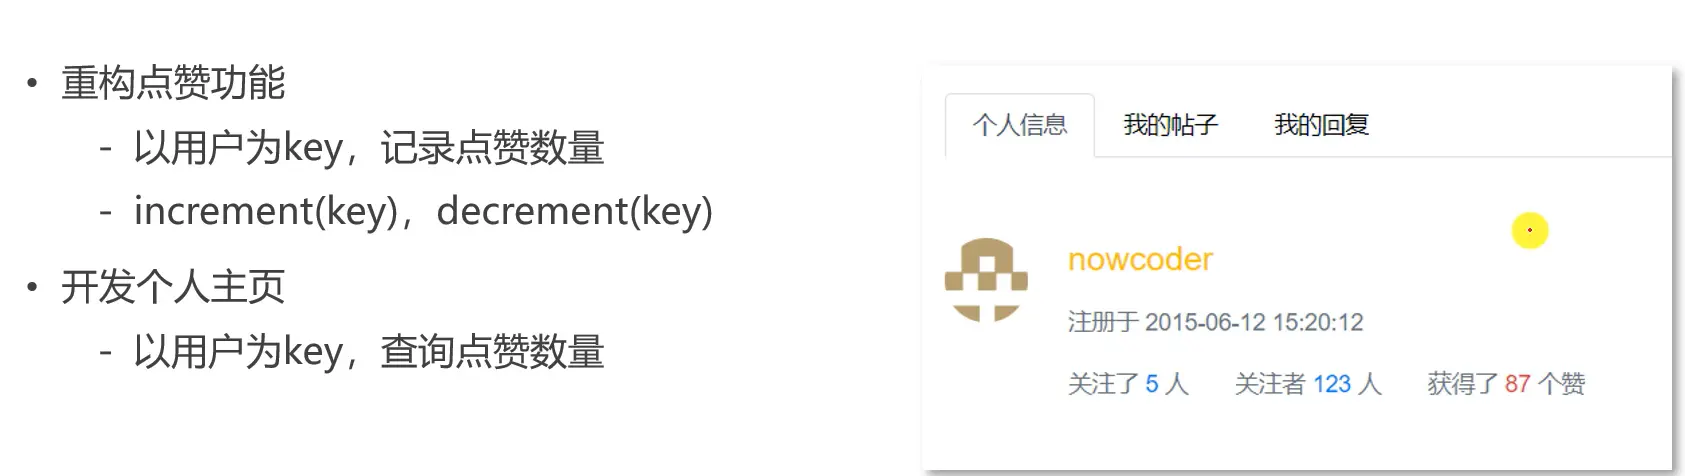 • 重构点赞功能
- 以用户为key，记录点赞数量
- increment(key)，decrement(key)
• 开发个人主页
- 以用户为key，查询点赞数量
个人信息 我的帖子 我的回复
nowcoder
注册于 2015-06-12 15:20:12
关注了 5 人 关注者 123 人 获得了 87 个赞